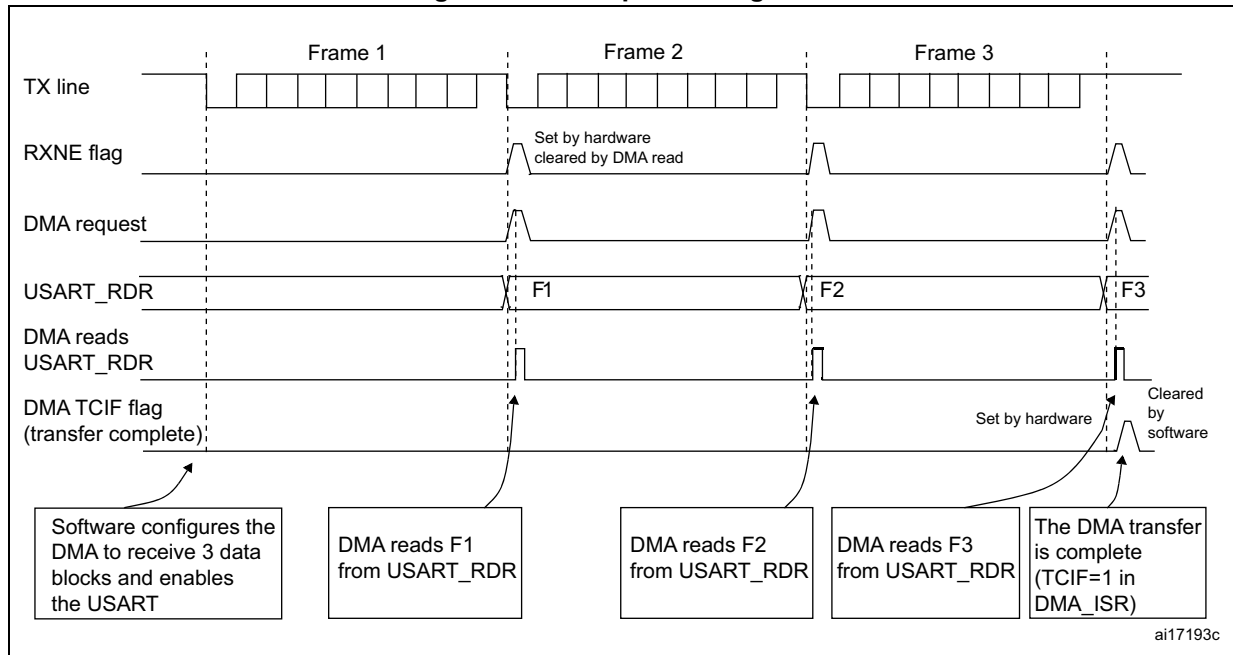 Frame 1
Frame 2
Frame 3
TX line
Set by hardware
cleared by DMA read
RXNE flag
DMA request
USART_RDR
F1
F2
F3
DMA reads
USART_RDR
DMA TCIF flag
(transfer complete)
Set by hardware
Cleared
by
software
Software configures the
DMA to receive 3 data
blocks and enables
the USART
DMA reads F1
from USART_RDR
DMA reads F2
from USART_RDR
DMA reads F3
from USART_RDR
The DMA transfer
is complete
(TCIF=1 in
DMA_ISR)
ai17193c